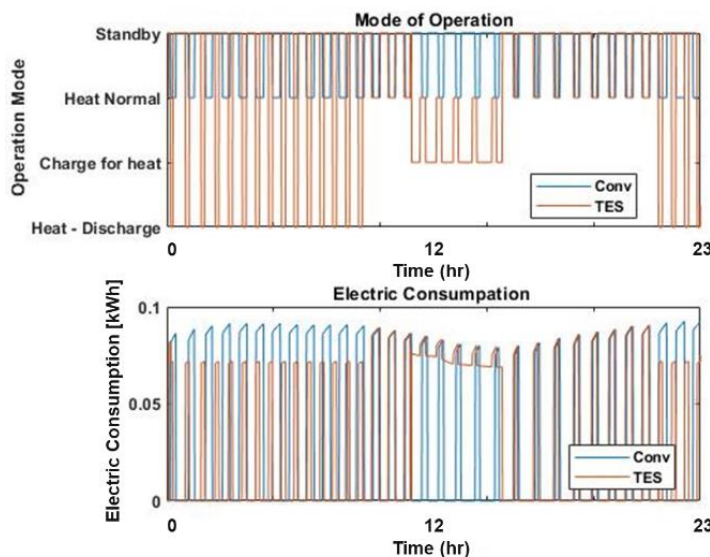 Mode of Operation
Operation Mode
Standby
Heat Normal
Charge for heat
Heat - Discharge
Conv
TES
0 12 23
Time (hr)
Electric Consumpation
Electric Consumption [kWh]
0.1
0.05
0
Conv
TES
0 12 23
Time (hr)